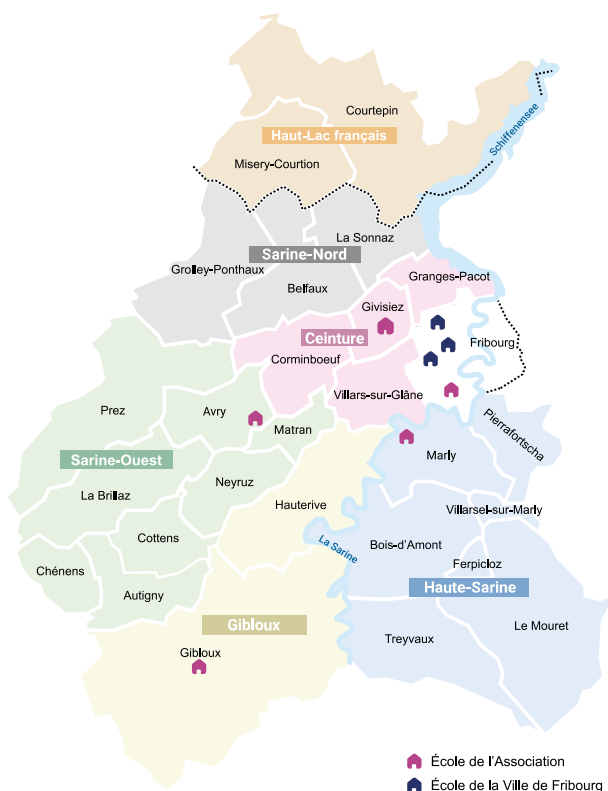 Courtepin
Haut-Lac français
Misery-Courtion
Schiffenensee
La Sonnaz
Sarine-Nord
Grolley-Ponthaux
Belfaux
Granges-Pacot
Givisiez
Ceinture
Fribourg
Corminboeuf
Villars-sur-Glâne
Prez
Avry
Matran
Pierrafortscha
Marly
Sarine-Ouest
Neyruz
La Brillaz
Hauterive
Villarsel-sur-Marly
Cottens
La Sarine
Bois-d'Amont
Ferpicloz
Chénens
Autigny
Haute-Sarine
Gibloux
Le Mouret
Treyvaux
Gibloux
École de l'Association
École de la Ville de Fribourg